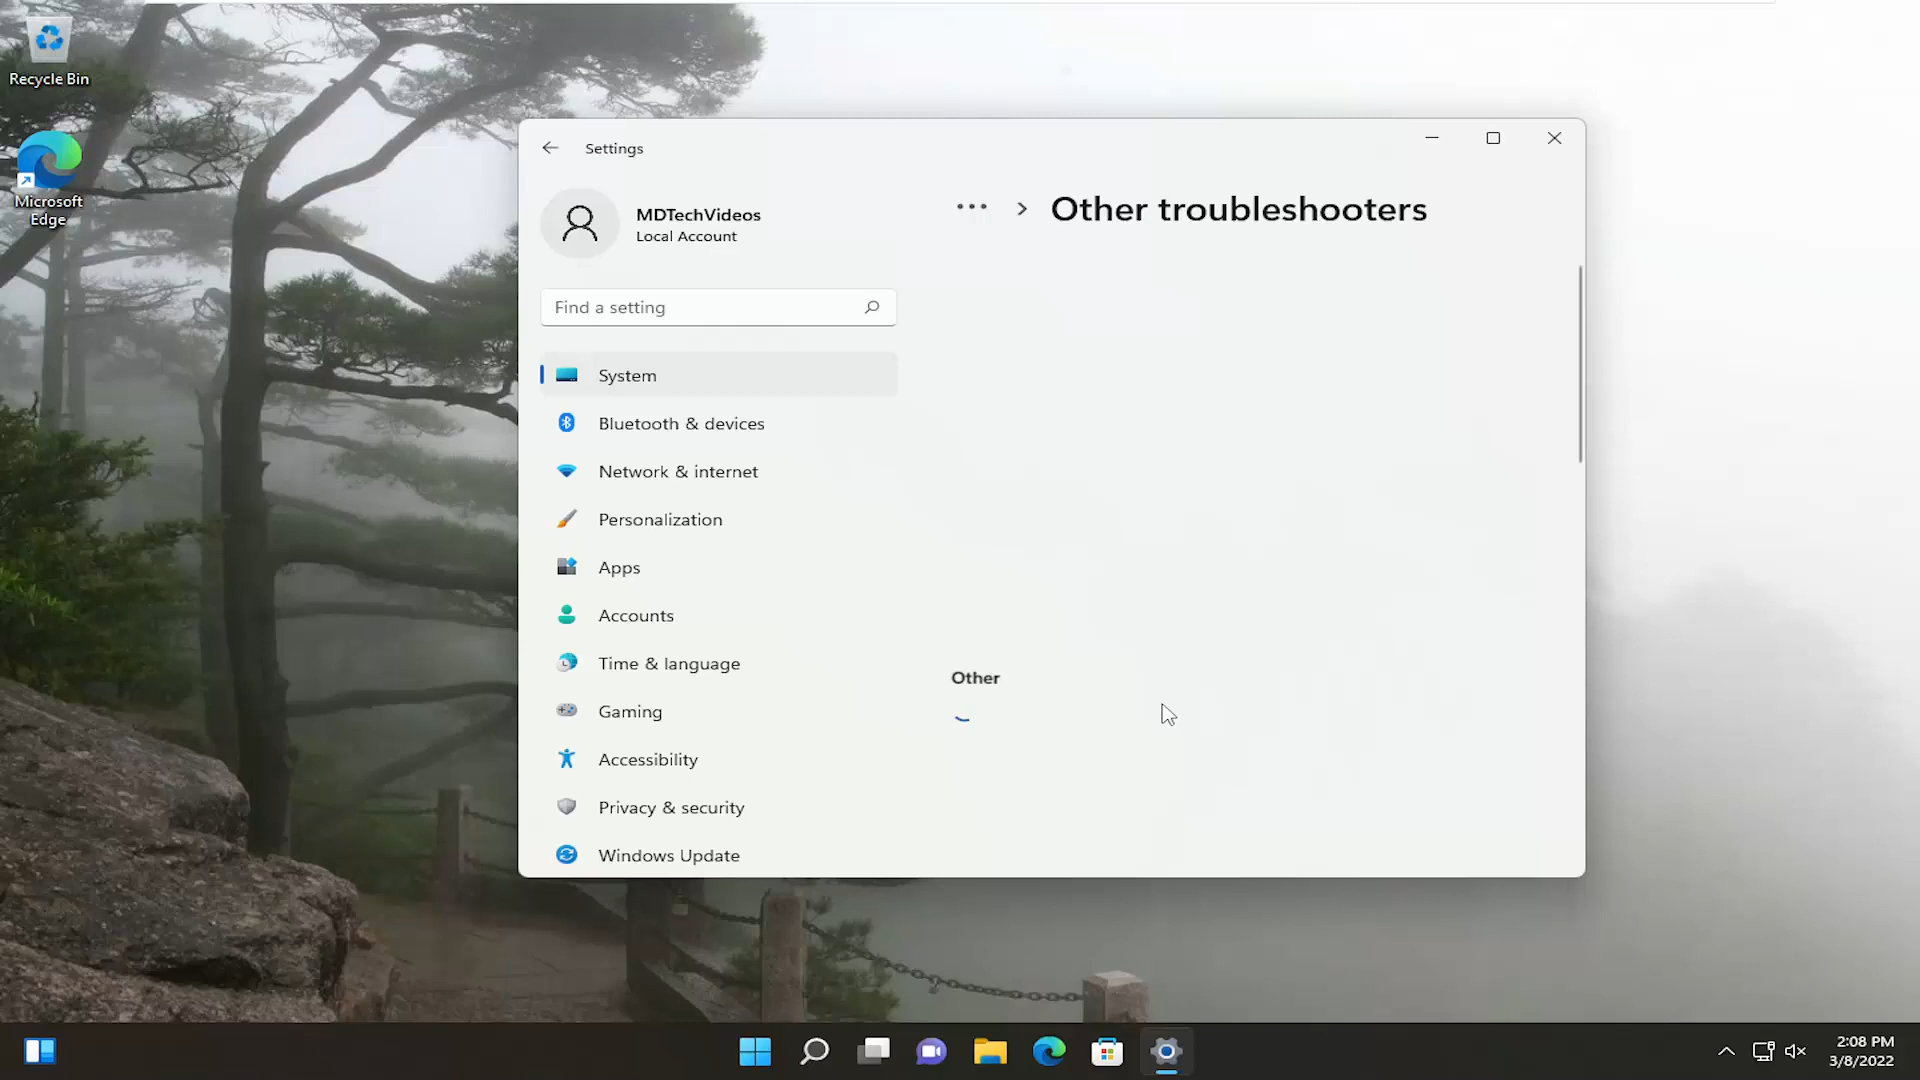 Recycle Bin
Microsoft
Edge
Settings
MDTechVideos
Local Account
Find a setting
System
Bluetooth & devices
Network & internet
Personalization
Apps
Accounts
Time & language
Gaming
Accessibility
Privacy & security
Windows Update
... > Other troubleshooters
Other
2:08 PM
3/8/2022